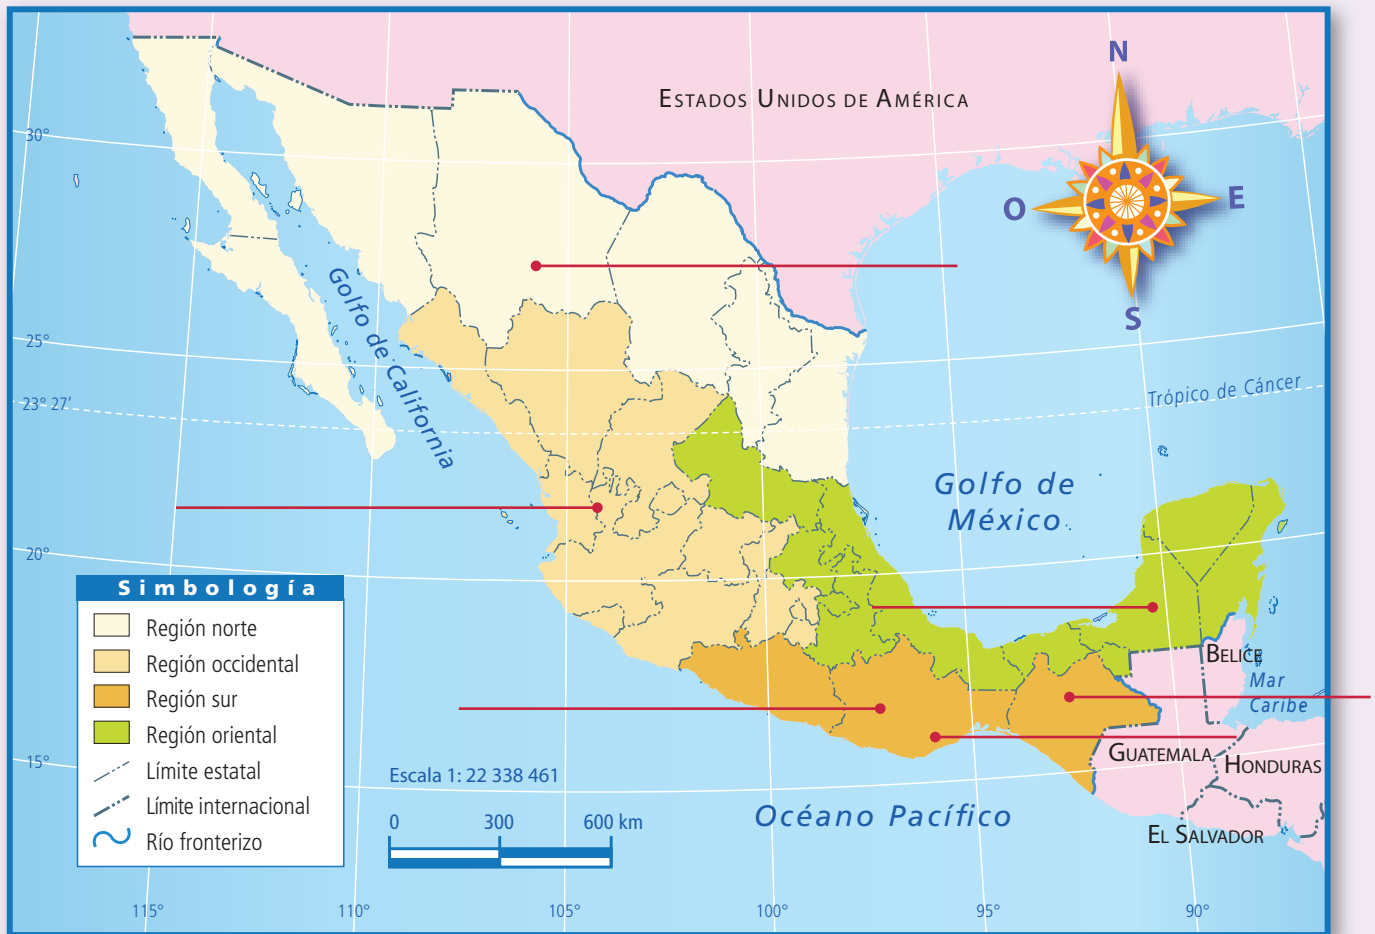 N
ESTADOS UNIDOS DE AMÉRICA
30°
O
E
S
Golfo de California
25°
Trópico de Cáncer
23° 27′
Golfo de
México
20°
Simbología
Región norte
Región occidental
Región sur
Región oriental
Límite estatal
Límite internacional
Río fronterizo
BELICE
Mar
Caribe
15°
GUATEMALA
HONDURAS
EL SALVADOR
Escala 1: 22 338 461
0 300 600 km
Océano Pacífico
115° 110° 105° 100° 95° 90°